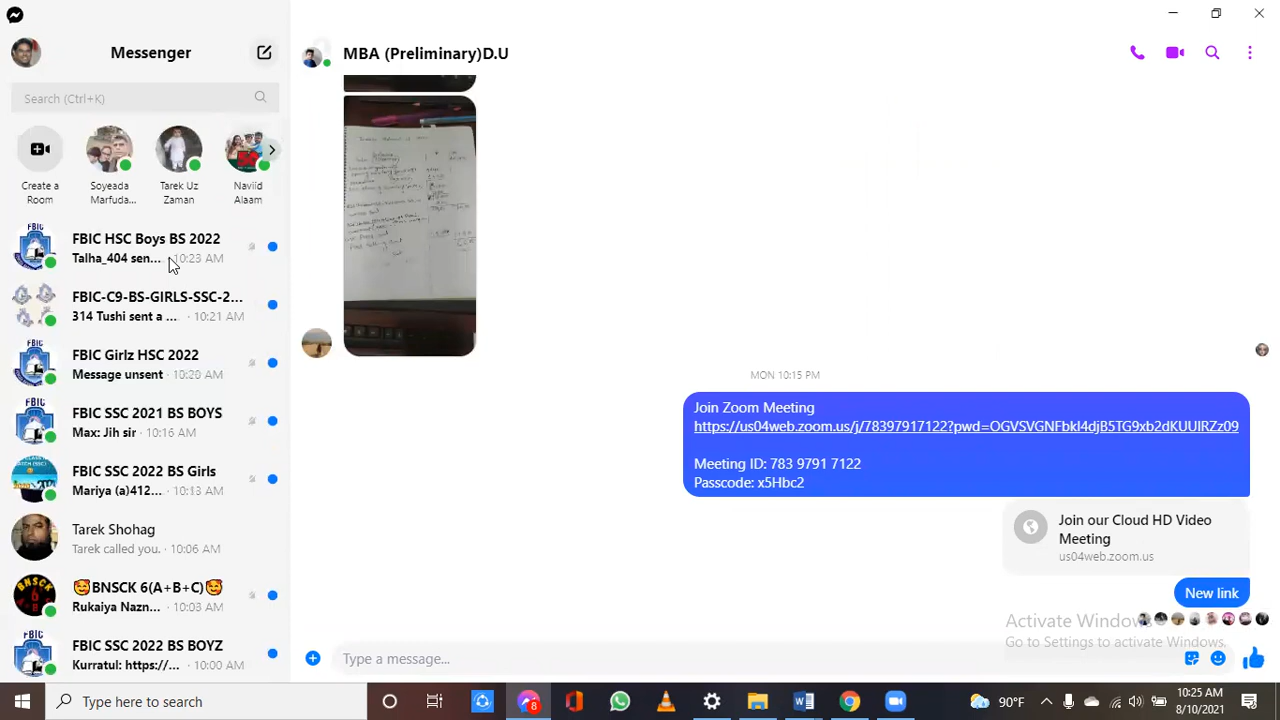 Messenger
MBA (Preliminary)D.U
Search (Ctrl+K)
Create a
Room
Soyeada
Marfuda...
Tarek Uz
Zaman
Naviid
Alaam
FBIC HSC Boys BS 2022
Talha_404 sen... · 10:23 AM
FBIC-C9-BS-GIRLS-SSC-2...
314 Tushi sent a ... · 10:21 AM
FBIC Girlz HSC 2022
Message unsent · 10:20 AM
FBIC SSC 2021 BS BOYS
Max: Jih sir · 10:16 AM
FBIC SSC 2022 BS Girls
Mariya (a)412... · 10:13 AM
Tarek Shohag
Tarek called you. · 10:06 AM
BNSCK
6
🥰BNSCK 6(A+B+C)🥰
Rukaiya Nazn... · 10:03 AM
FBIC SSC 2022 BS BOYZ
Kurratul: https://... · 10:00 AM
MON 10:15 PM
Join Zoom Meeting
https://us04web.zoom.us/j/78397917122?pwd=OGVSVGNFbkl4djB5TG9xb2dKUUlRZz09
Meeting ID: 783 9791 7122
Passcode: x5Hbc2
Join our Cloud HD Video
Meeting
us04web.zoom.us
New link
Activate Windows
Go to Settings to activate Windows.
Type a message...
Type here to search
8
90°F
10:25 AM
8/10/2021